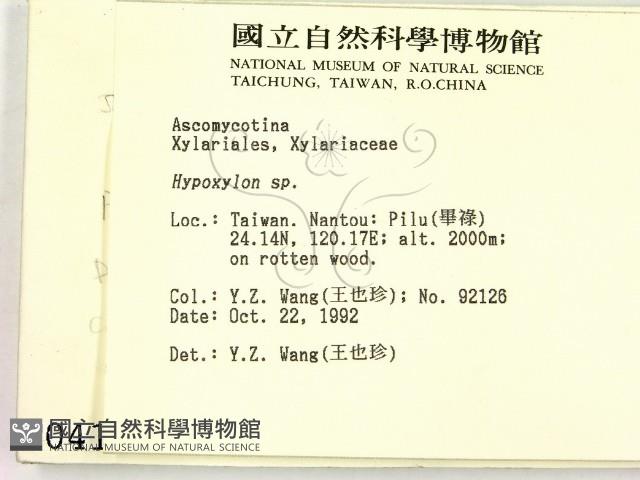 國立自然科學博物館
NATIONAL MUSEUM OF NATURAL SCIENCE
TAICHUNG, TAIWAN, R.O.CHINA
Ascomycotina
Xylariales, Xylariaceae
Hypoxylon sp.
Loc.: Taiwan. Nantou: Pilu(畢祿)
24.14N, 120.17E; alt. 2000m;
on rotten wood.
Col.: Y.Z. Wang(王也珍); No. 92126
Date: Oct. 22, 1992
Det.: Y.Z. Wang(王也珍)
041
國立自然科學博物館
NATIONAL MUSEUM OF NATURAL SCIENCE